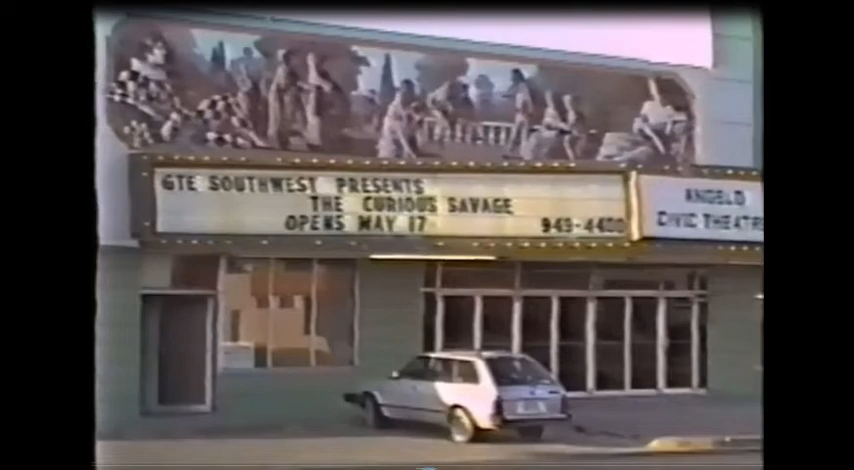 GTE SOUTHWEST PRESENTS
THE CURIOUS SAVAGE
OPENS MAY 17 949-4400
ANGELO
CIVIC THEATRE